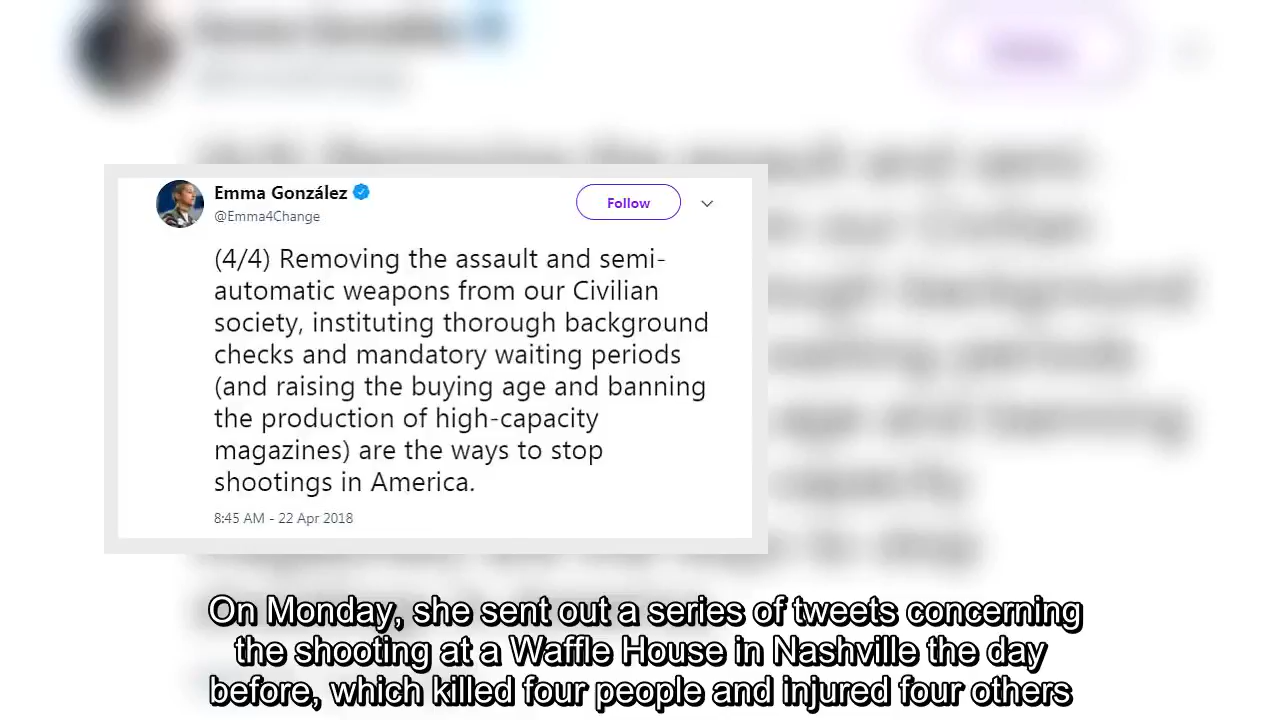 Emma González
@Emma4Change
Follow
(4/4) Removing the assault and semi-
automatic weapons from our Civilian
society, instituting thorough background
checks and mandatory waiting periods
(and raising the buying age and banning
the production of high-capacity
magazines) are the ways to stop
shootings in America.
8:45 AM - 22 Apr 2018
On Monday, she sent out a series of tweets concerning
the shooting at a Waffle House in Nashville the day
before, which killed four people and injured four others